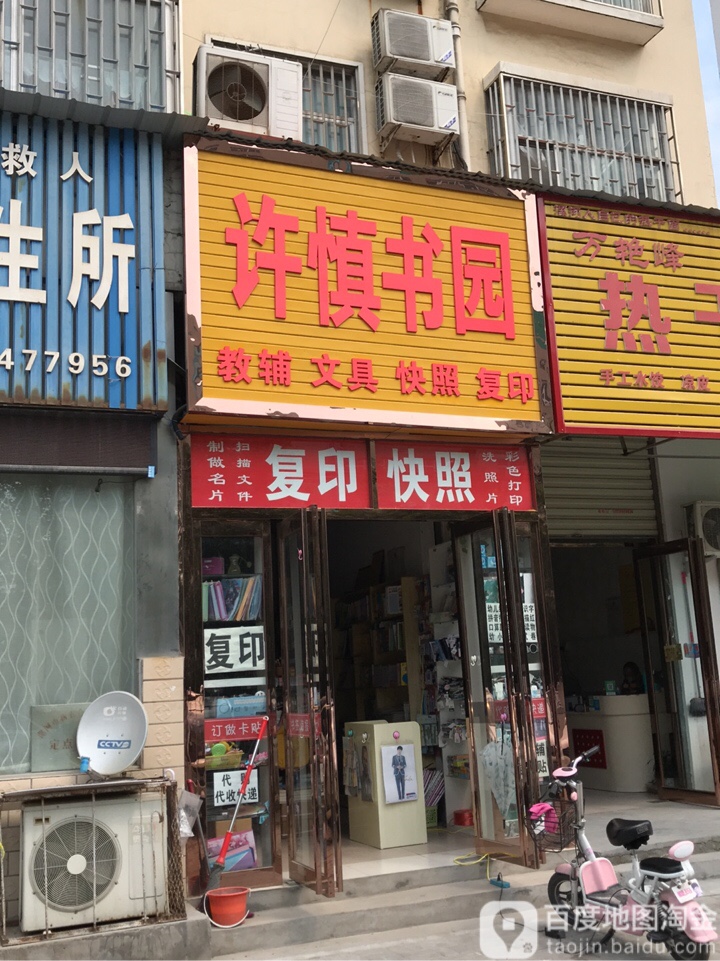 救人
生所
477956
许慎书园
教辅 文具 快照 复印
制做名片
扫描文件
复印
快照
洗照片
彩色打印
万艳峰
热
手工水饺
复印
订做卡贴
代收快递
CCTV
百度地图淘金
taojin.baidu.com